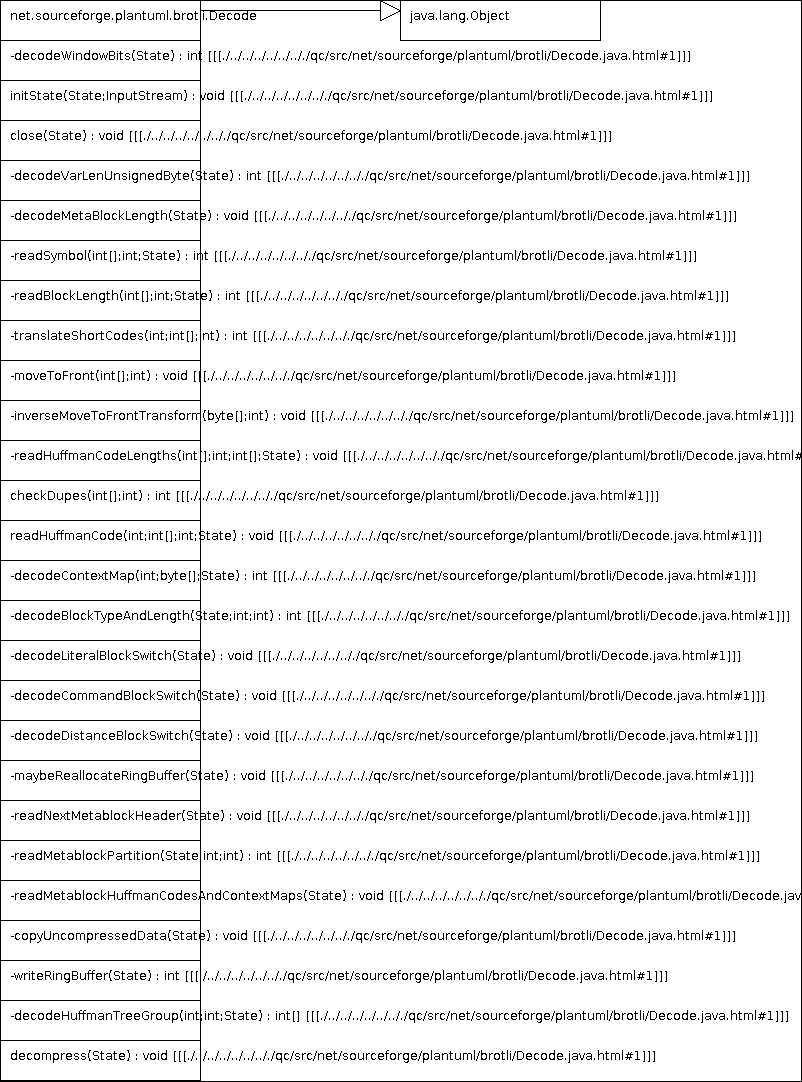 net.sourceforge.plantuml.brotli.Decode java.lang.Object
-decodeWindowBits(State) : int [[[./../../../../../../../qc/src/net/sourceforge/plantuml/brotli/Decode.java.html#1]]]
initState(State;InputStream) : void [[[./../../../../../../../qc/src/net/sourceforge/plantuml/brotli/Decode.java.html#1]]]
close(State) : void [[[./../../../../../../../qc/src/net/sourceforge/plantuml/brotli/Decode.java.html#1]]]
-decodeVarLenUnsignedByte(State) : int [[[./../../../../../../../qc/src/net/sourceforge/plantuml/brotli/Decode.java.html#1]]]
-decodeMetaBlockLength(State) : void [[[./../../../../../../../qc/src/net/sourceforge/plantuml/brotli/Decode.java.html#1]]]
-readSymbol(int[];int;State) : int [[[./../../../../../../../qc/src/net/sourceforge/plantuml/brotli/Decode.java.html#1]]]
-readBlockLength(int[];int;State) : int [[[./../../../../../../../qc/src/net/sourceforge/plantuml/brotli/Decode.java.html#1]]]
-translateShortCodes(int;int[];int) : int [[[./../../../../../../../qc/src/net/sourceforge/plantuml/brotli/Decode.java.html#1]]]
-moveToFront(int[];int) : void [[[./../../../../../../../qc/src/net/sourceforge/plantuml/brotli/Decode.java.html#1]]]
-inverseMoveToFrontTransform(byte[];int) : void [[[./../../../../../../../qc/src/net/sourceforge/plantuml/brotli/Decode.java.html#1]]]
-readHuffmanCodeLengths(int[];int;int[];State) : void [[[./../../../../../../../qc/src/net/sourceforge/plantuml/brotli/Decode.java.html#
checkDupes(int[];int) : int [[[./../../../../../../../qc/src/net/sourceforge/plantuml/brotli/Decode.java.html#1]]]
readHuffmanCode(int;int[];int;State) : void [[[./../../../../../../../qc/src/net/sourceforge/plantuml/brotli/Decode.java.html#1]]]
-decodeContextMap(int;byte[];State) : int [[[./../../../../../../../qc/src/net/sourceforge/plantuml/brotli/Decode.java.html#1]]]
-decodeBlockTypeAndLength(State;int;int) : int [[[./../../../../../../../qc/src/net/sourceforge/plantuml/brotli/Decode.java.html#1]]]
-decodeLiteralBlockSwitch(State) : void [[[./../../../../../../../qc/src/net/sourceforge/plantuml/brotli/Decode.java.html#1]]]
-decodeCommandBlockSwitch(State) : void [[[./../../../../../../../qc/src/net/sourceforge/plantuml/brotli/Decode.java.html#1]]]
-decodeDistanceBlockSwitch(State) : void [[[./../../../../../../../qc/src/net/sourceforge/plantuml/brotli/Decode.java.html#1]]]
-maybeReallocateRingBuffer(State) : void [[[./../../../../../../../qc/src/net/sourceforge/plantuml/brotli/Decode.java.html#1]]]
-readNextMetablockHeader(State) : void [[[./../../../../../../../qc/src/net/sourceforge/plantuml/brotli/Decode.java.html#1]]]
-readMetablockPartition(State;int;int) : int [[[./../../../../../../../qc/src/net/sourceforge/plantuml/brotli/Decode.java.html#1]]]
-readMetablockHuffmanCodesAndContextMaps(State) : void [[[./../../../../../../../qc/src/net/sourceforge/plantuml/brotli/Decode.jav
-copyUncompressedData(State) : void [[[./../../../../../../../qc/src/net/sourceforge/plantuml/brotli/Decode.java.html#1]]]
-writeRingBuffer(State) : int [[[./../../../../../../../qc/src/net/sourceforge/plantuml/brotli/Decode.java.html#1]]]
-decodeHuffmanTreeGroup(int;int;State) : int[] [[[./../../../../../../../qc/src/net/sourceforge/plantuml/brotli/Decode.java.html#1]]]
decompress(State) : void [[[./../../../../../../../qc/src/net/sourceforge/plantuml/brotli/Decode.java.html#1]]]